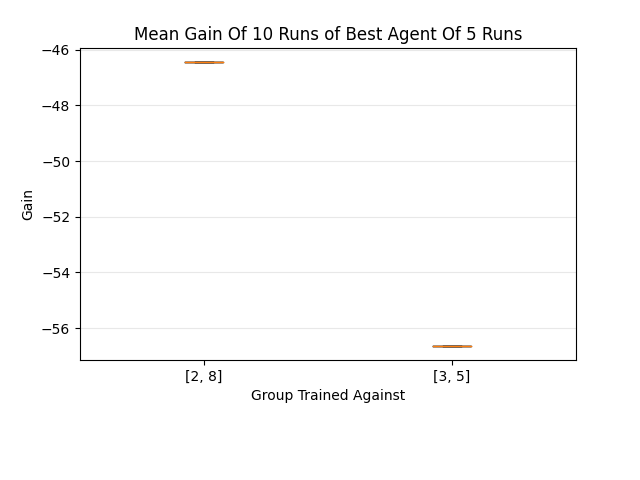 Mean Gain Of 10 Runs of Best Agent Of 5 Runs
−46
−48
−50
−52
−54
−56
Gain
[2, 8]
[3, 5]
Group Trained Against